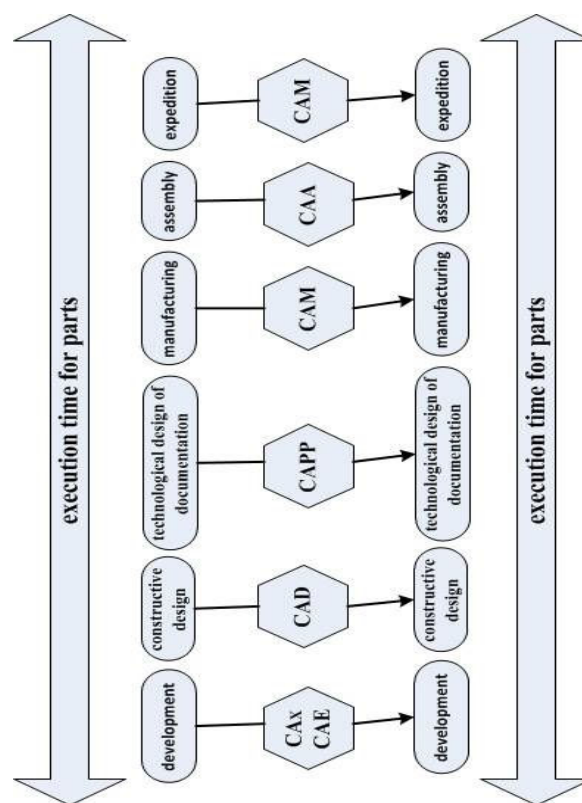 execution time for parts
development
constructive
design
technological design of
documentation
manufacturing
assembly
expedition
CAx
CAE
CAD
CAPP
CAM
CAA
CAM
development
constructive
design
technological design of
documentation
manufacturing
assembly
expedition
execution time for parts